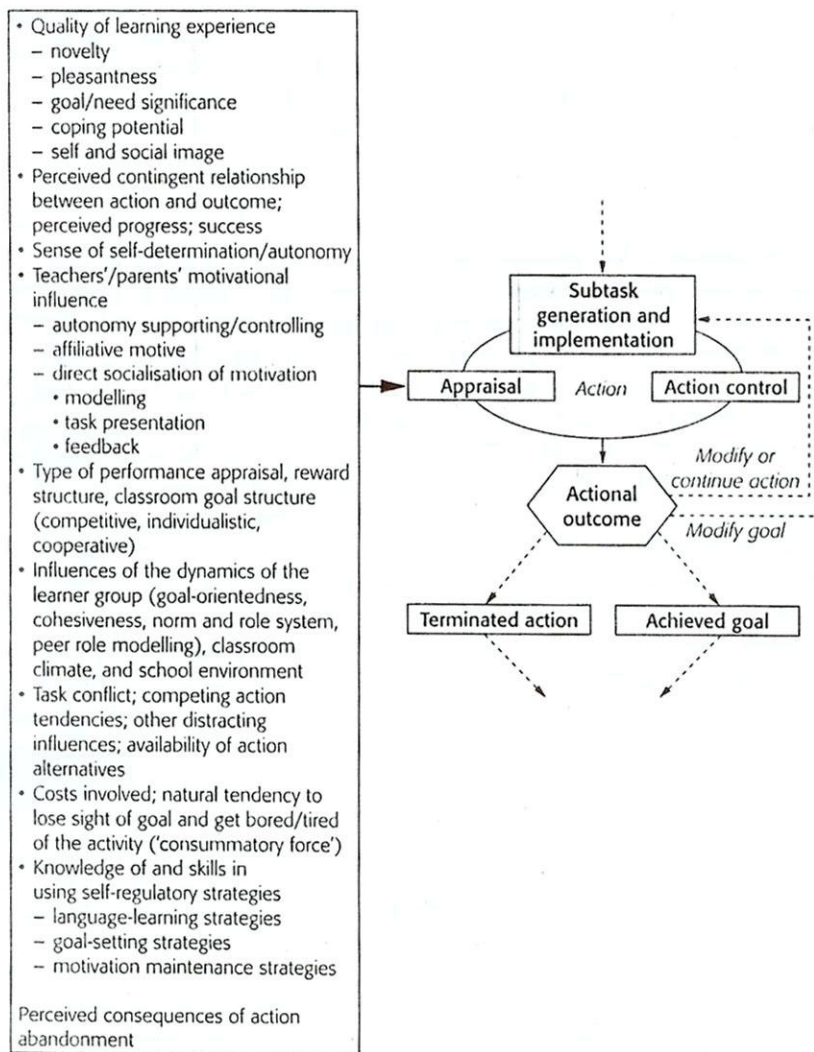 • Quality of learning experience
– novelty
– pleasantness
– goal/need significance
– coping potential
– self and social image
• Perceived contingent relationship
between action and outcome;
perceived progress; success
• Sense of self-determination/autonomy
• Teachers'/parents' motivational
influence
– autonomy supporting/controlling
– affiliative motive
– direct socialisation of motivation
• modelling
• task presentation
• feedback
• Type of performance appraisal, reward
structure, classroom goal structure
(competitive, individualistic,
cooperative)
• Influences of the dynamics of the
learner group (goal-orientedness,
cohesiveness, norm and role system,
peer role modelling), classroom
climate, and school environment
• Task conflict; competing action
tendencies; other distracting
influences; availability of action
alternatives
• Costs involved; natural tendency to
lose sight of goal and get bored/tired
of the activity ('consummatory force')
• Knowledge of and skills in
using self-regulatory strategies
– language-learning strategies
– goal-setting strategies
– motivation maintenance strategies
Perceived consequences of action
abandonment
Subtask
generation and
implementation
Appraisal
Action
Action control
Modify or
continue action
Actional
outcome
Modify goal
Terminated action
Achieved goal